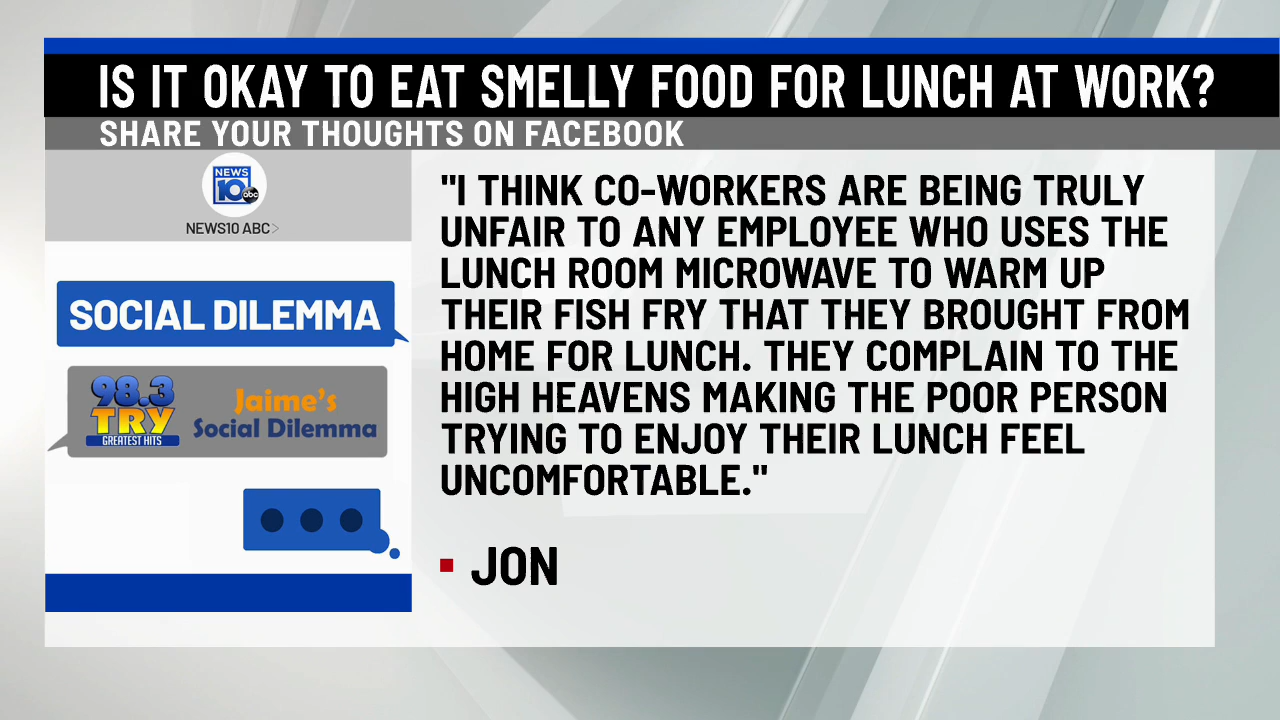 IS IT OKAY TO EAT SMELLY FOOD FOR LUNCH AT WORK?
SHARE YOUR THOUGHTS ON FACEBOOK
NEWS
10 abc
NEWS10 ABC>
SOCIAL DILEMMA
98.3
TRY
GREATEST HITS
Jaime's
Social Dilemma
"I THINK CO-WORKERS ARE BEING TRULY
UNFAIR TO ANY EMPLOYEE WHO USES THE
LUNCH ROOM MICROWAVE TO WARM UP
THEIR FISH FRY THAT THEY BROUGHT FROM
HOME FOR LUNCH. THEY COMPLAIN TO THE
HIGH HEAVENS MAKING THE POOR PERSON
TRYING TO ENJOY THEIR LUNCH FEEL
UNCOMFORTABLE."
JON